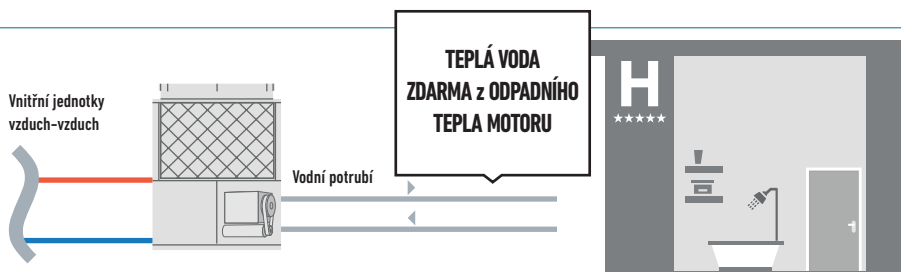 Vnitřní jednotky
vzduch-vzduch
Vodní potrubí
TEPLÁ VODA
ZDARMA z ODPADNÍHO
TEPLA MOTORU
H
★★★★★